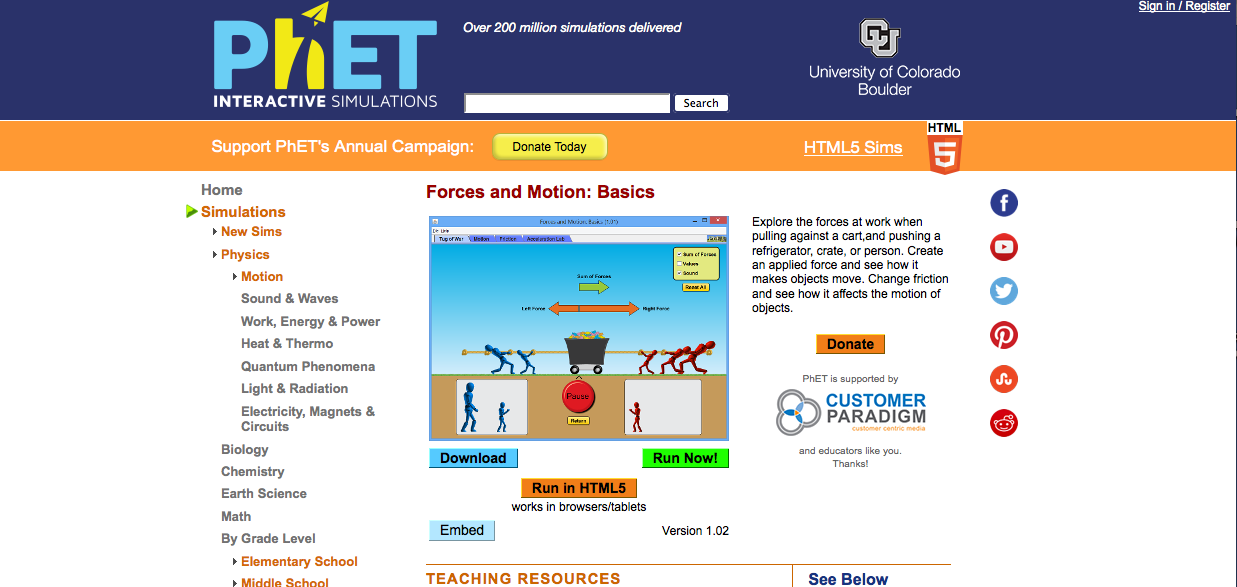 Sign in / Register
PhET
INTERACTIVE SIMULATIONS
Over 200 million simulations delivered
Search
CU
University of Colorado
Boulder
Support PhET's Annual Campaign:
Donate Today
HTML5 Sims
HTML
5
Home
Simulations
New Sims
Physics
Motion
Sound & Waves
Work, Energy & Power
Heat & Thermo
Quantum Phenomena
Light & Radiation
Electricity, Magnets &
Circuits
Biology
Chemistry
Earth Science
Math
By Grade Level
Elementary School
Middle School
Forces and Motion: Basics
Forces and Motion: Basics (1.01)
Tug of War Motion Friction Acceleration Lab
Sum of Forces
Values
Sound
Reset All
Sum of Forces
Left Force
Right Force
Pause
Return
Download
Run Now!
Run in HTML5
works in browsers/tablets
Embed
Version 1.02
Explore the forces at work when
pulling against a cart,and pushing a
refrigerator, crate, or person. Create
an applied force and see how it
makes objects move. Change friction
and see how it affects the motion of
objects.
Donate
PhET is supported by
CUSTOMER
PARADIGM
customer centric media
and educators like you.
Thanks!
TEACHING RESOURCES
See Below